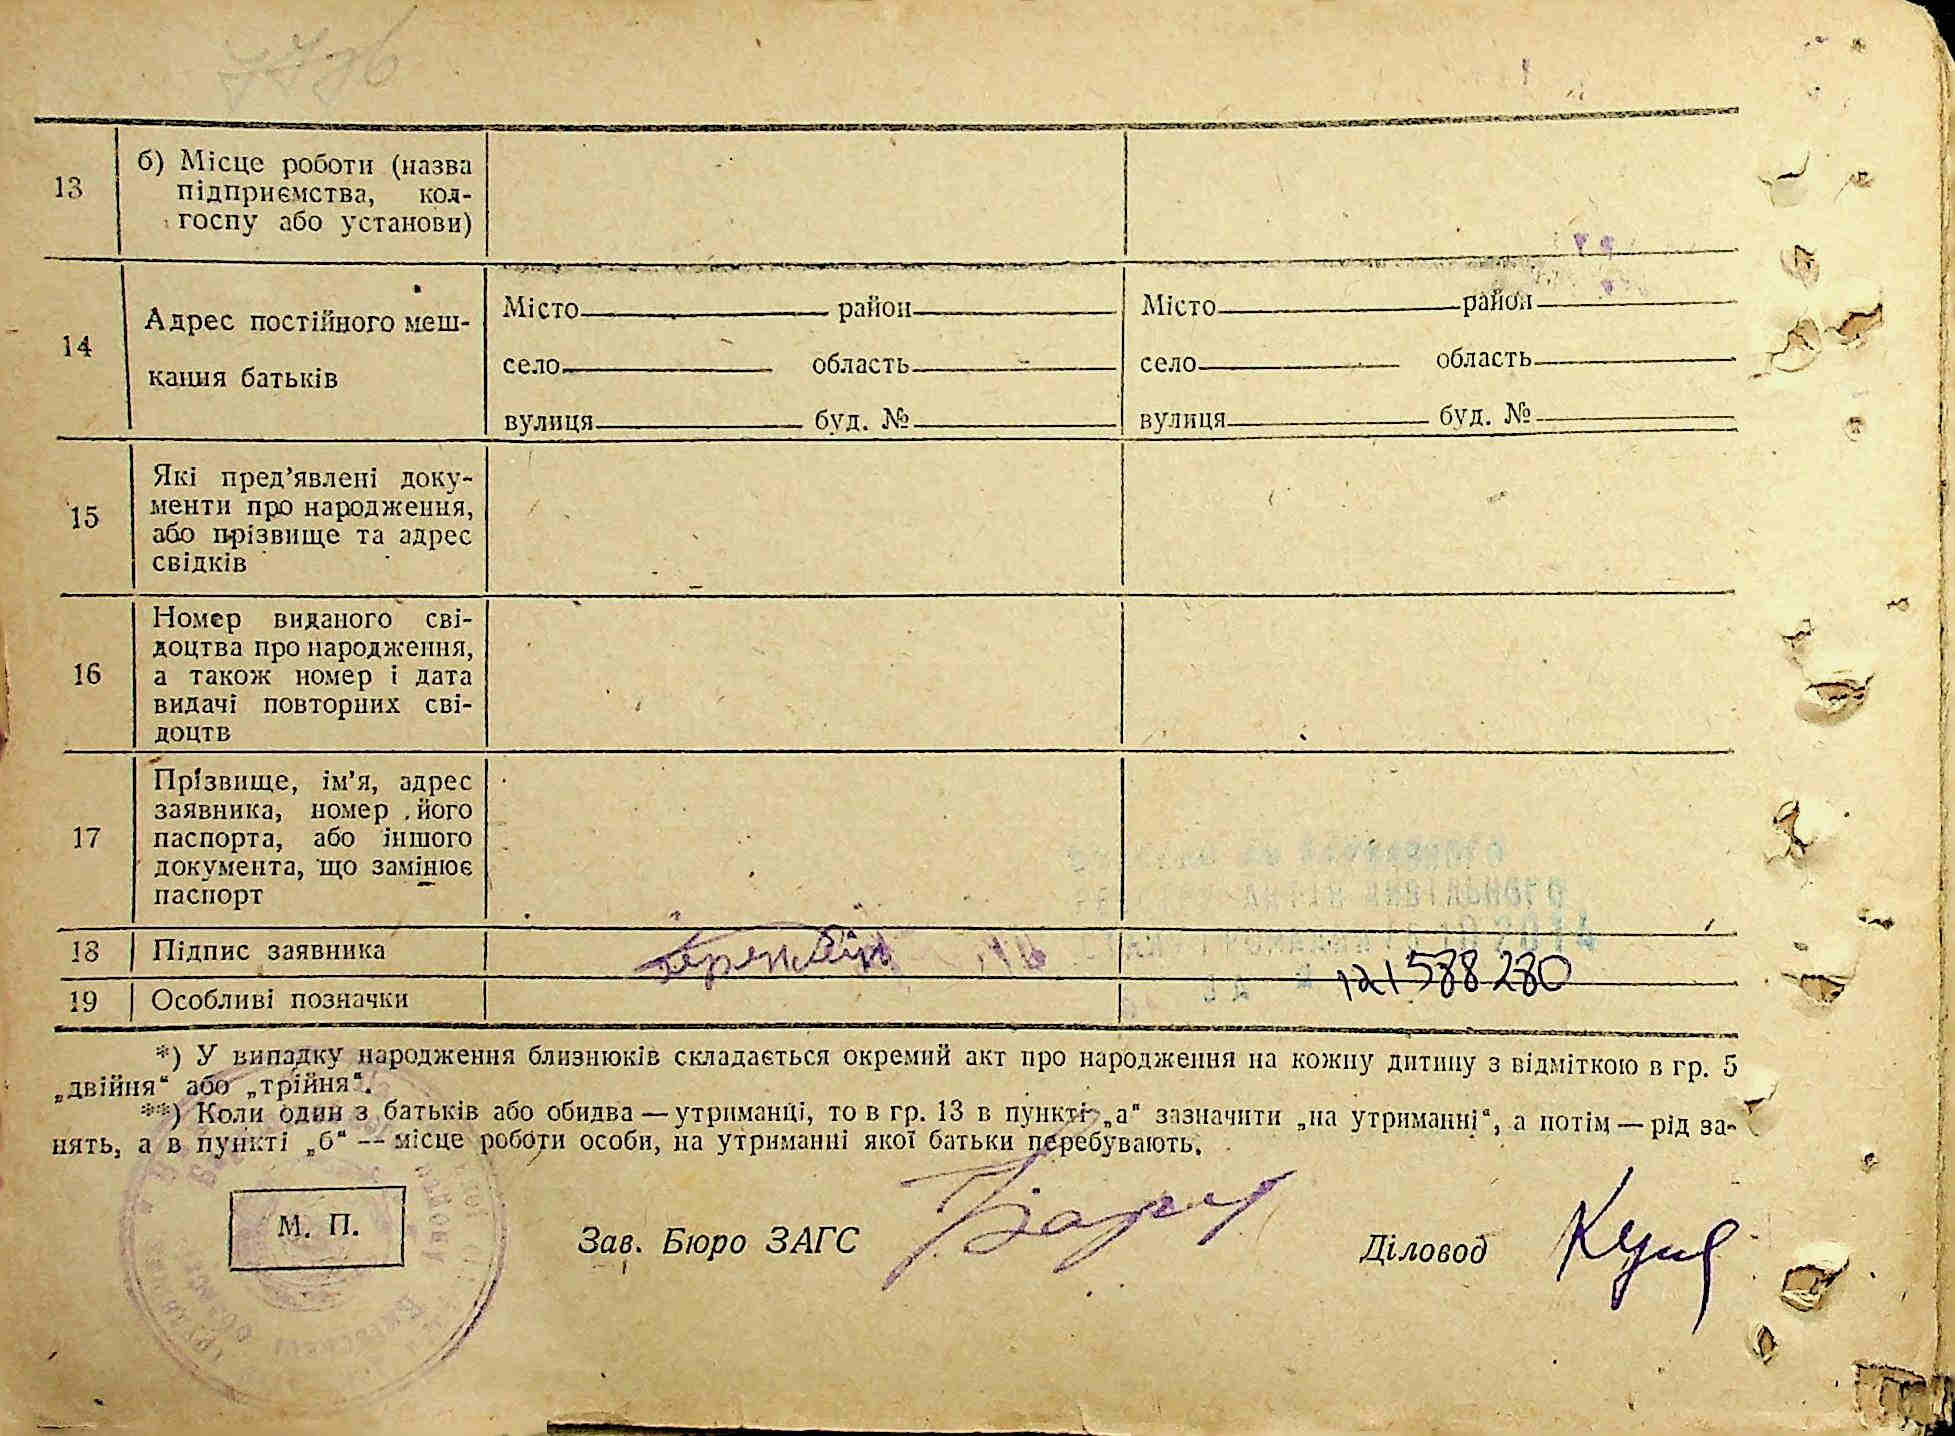 13
б) Місце роботи (назва
підприємства, кол-
госпу або установи)
14
Адрес постійного меш-
кання батьків
Місто район
село область
вулиця буд. №
Місто район
село область
вулиця буд. №
15
Які пред'явлені доку-
менти про народження,
або прізвище та адрес
свідків
16
Номер виданого сві-
доцтва про народження,
а також номер і дата
видачі повторних сві-
доцтв
17
Прізвище, ім'я, адрес
заявника, номер його
паспорта, або іншого
документа, що замінює
паспорт
18 Підпис заявника
121588280
19 Особливі позначки
*) У випадку народження близнюків складається окремий акт про народження на кожну дитину з відміткою в гр. 5
„двійня“ або „трійня“.
**) Коли один з батьків або обидва — утриманці, то в гр. 13 в пункті „а“ зазначити „на утриманні“, а потім — рід за-
нять, а в пункті „б“ — місце роботи особи, на утриманні якої батьки перебувають.
М. П.
Зав. Бюро ЗАГС
Діловод